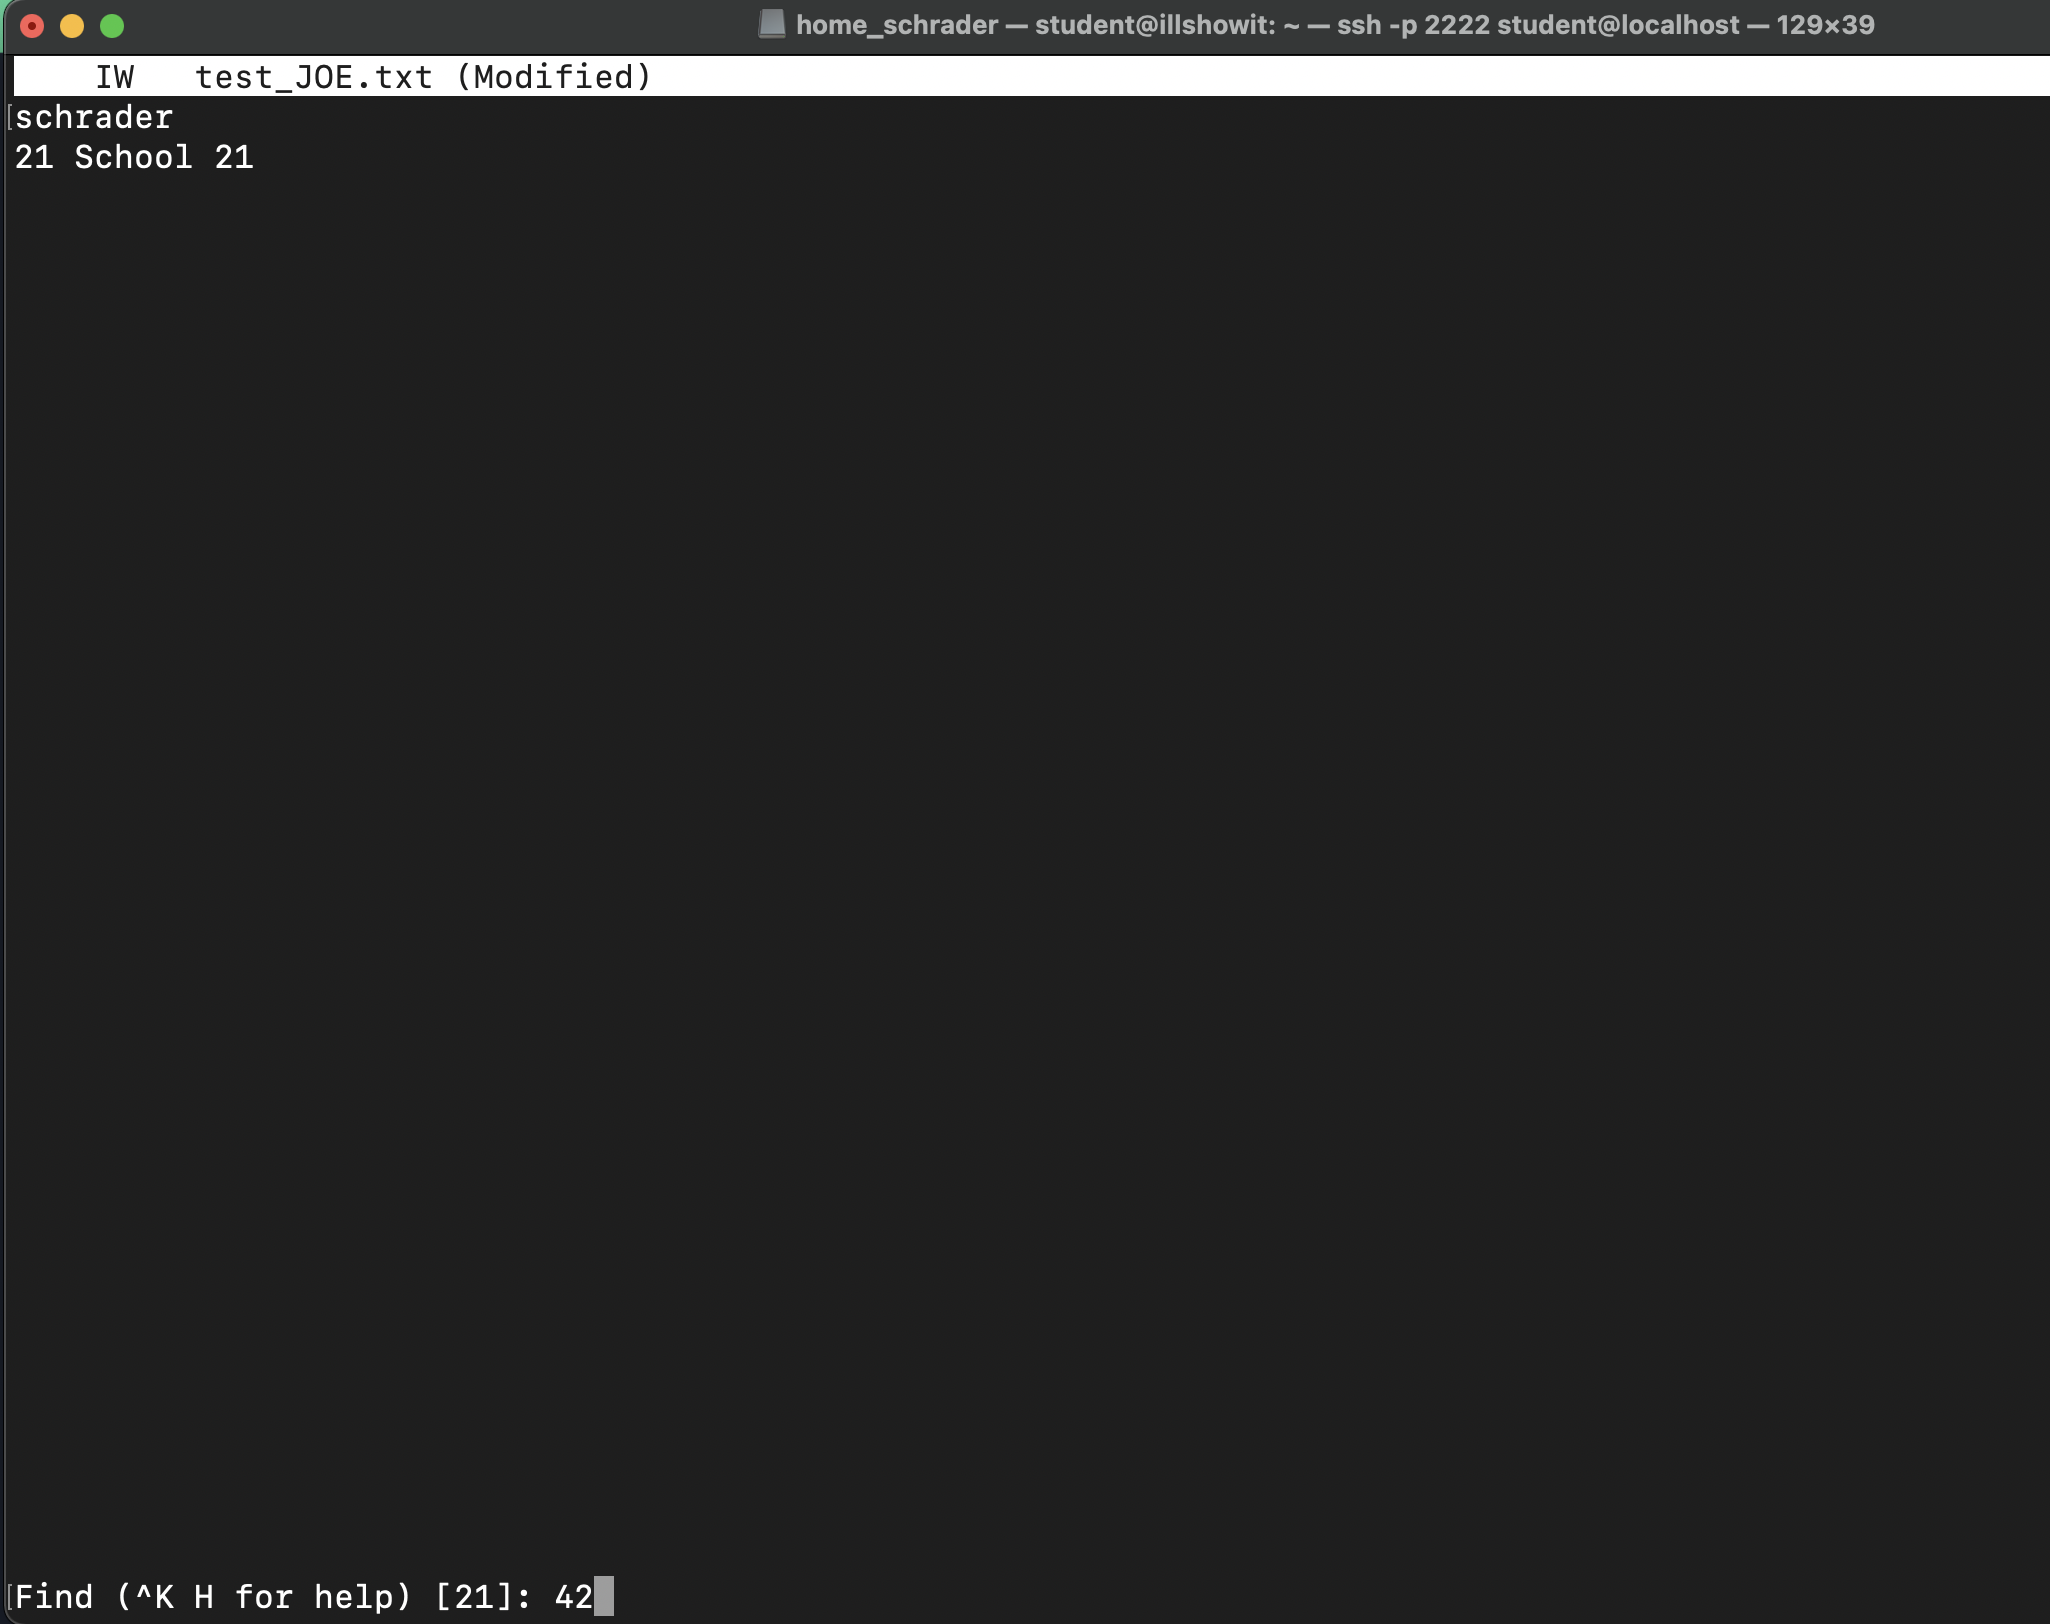 home_schrader — student@illshowit: ~ — ssh -p 2222 student@localhost — 129×39
IW test_JOE.txt (Modified)
schrader
21 School 21
Find (^K H for help) [21]: 42